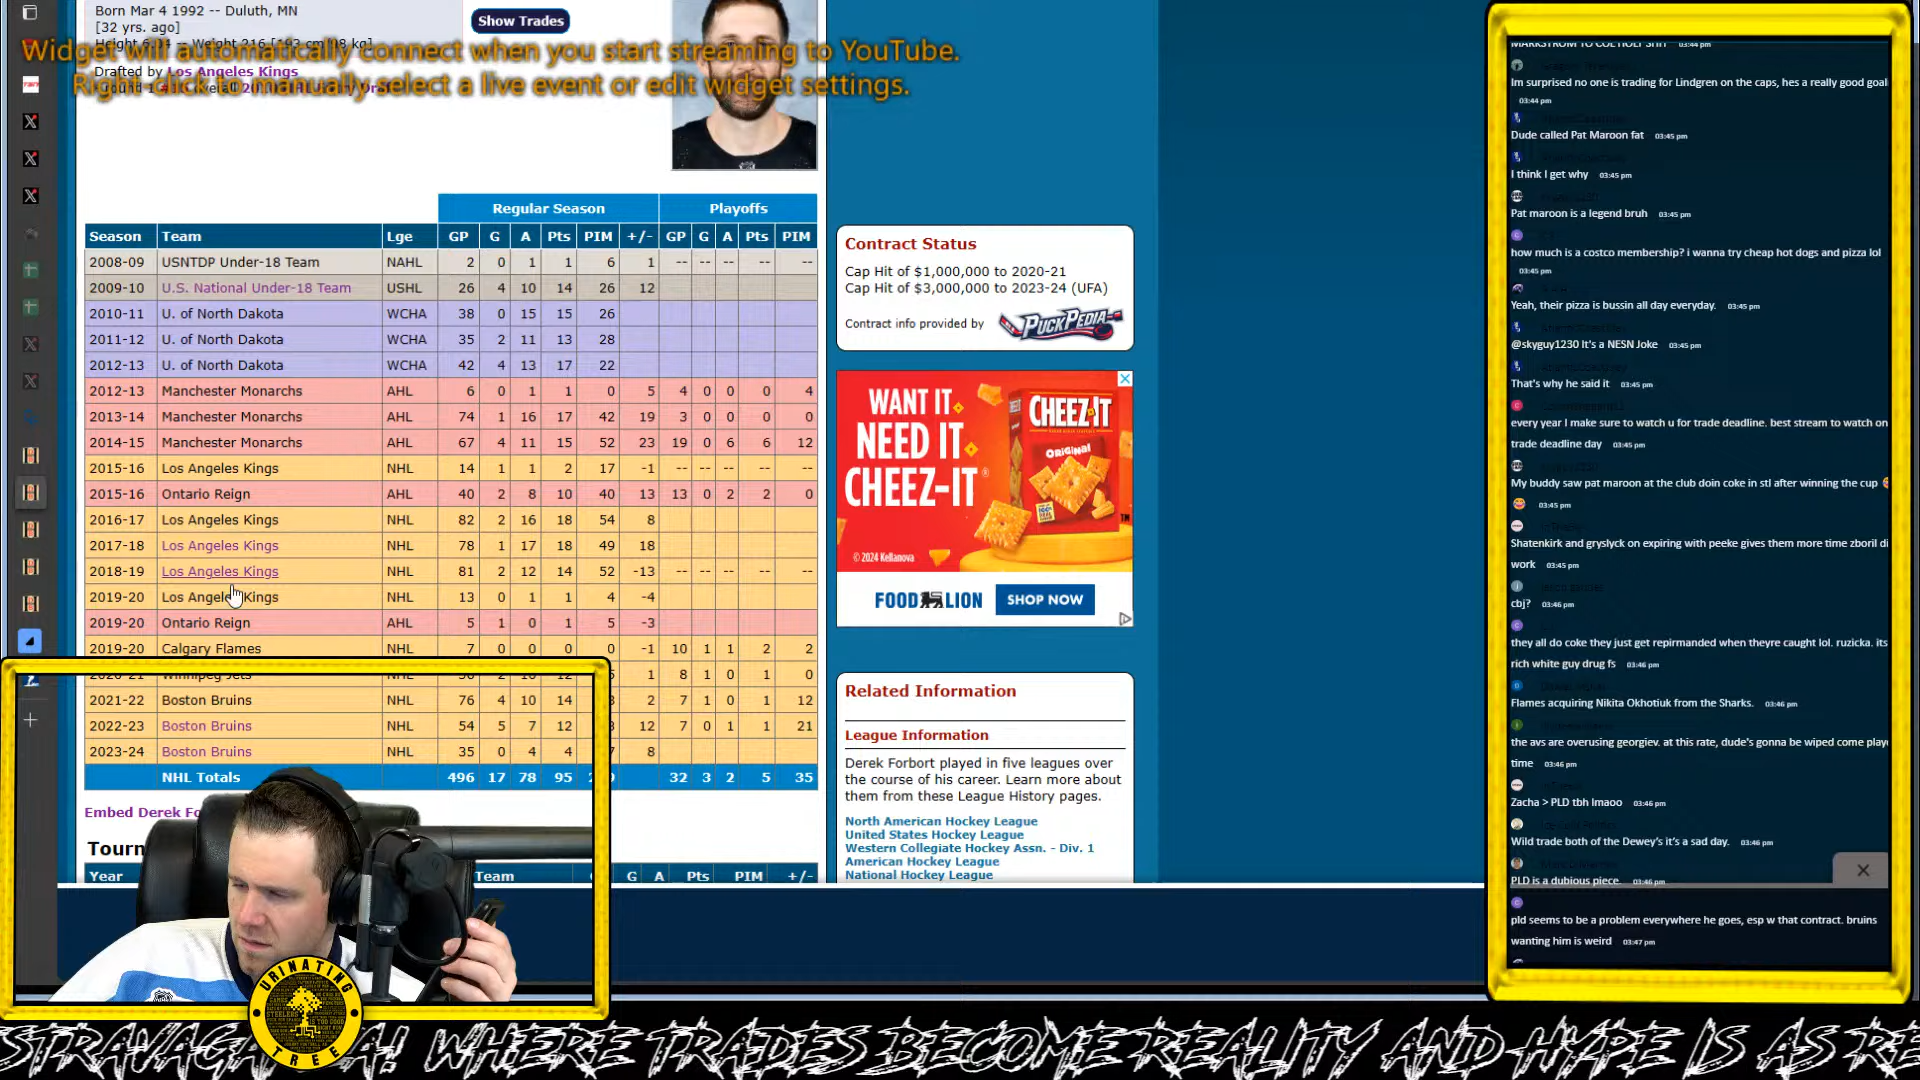 Born Mar 4 1992 -- Duluth, MN
[32 yrs. ago]
Show Trades
Widget will automatically connect when you start streaming to YouTube.
Drafted by Los Angeles Kings
Right click to manually select a live event or edit widget settings.
Regular Season Playoffs
Season Team Lge GP G A Pts PIM +/- GP G A Pts PIM
2008-09 USNTDP Under-18 Team NAHL 2 0 1 1 6 1 -- -- -- -- --
2009-10 U.S. National Under-18 Team USHL 26 4 10 14 26 12
2010-11 U. of North Dakota WCHA 38 0 15 15 26
2011-12 U. of North Dakota WCHA 35 2 11 13 28
2012-13 U. of North Dakota WCHA 42 4 13 17 22
2012-13 Manchester Monarchs AHL 6 0 1 1 0 5 4 0 0 0 4
2013-14 Manchester Monarchs AHL 74 1 16 17 42 19 3 0 0 0 0
2014-15 Manchester Monarchs AHL 67 4 11 15 52 23 19 0 6 6 12
2015-16 Los Angeles Kings NHL 14 1 1 2 17 -1 -- -- -- -- --
2015-16 Ontario Reign AHL 40 2 8 10 40 13 13 0 2 2 0
2016-17 Los Angeles Kings NHL 82 2 16 18 54 8
2017-18 Los Angeles Kings NHL 78 1 17 18 49 18
2018-19 Los Angeles Kings NHL 81 2 12 14 52 -13 -- -- -- -- --
2019-20 Los Angeles Kings NHL 13 0 1 1 4 -4
2019-20 Ontario Reign AHL 5 1 0 1 5 -3
2019-20 Calgary Flames NHL 7 0 0 0 0 -1 10 1 1 2 2
Winnipeg Jets 1 8 1 0 1 0
2021-22 Boston Bruins NHL 76 4 10 14 2 7 1 0 1 12
2022-23 Boston Bruins NHL 54 5 7 12 12 7 0 1 1 21
2023-24 Boston Bruins NHL 35 0 4 4 8
NHL Totals 496 17 78 95 32 3 2 5 35
Embed Derek Fo
Tourn
Year Team G A Pts PIM +/-
Contract Status
Cap Hit of $1,000,000 to 2020-21
Cap Hit of $3,000,000 to 2023-24 (UFA)
Contract info provided by PUCKPEDIA
WANT IT
NEED IT
CHEEZ-IT®
CHEEZ-IT
ORIGINAL
© 2024 Kellanova
FOOD LION
SHOP NOW
Related Information
League Information
Derek Forbort played in five leagues over
the course of his career. Learn more about
them from these League History pages.
North American Hockey League
United States Hockey League
Western Collegiate Hockey Assn. - Div. 1
American Hockey League
National Hockey League
MARKSTROM TO COL HOLY SHIT 03:44 pm
Im surprised no one is trading for Lindgren on the caps, hes a really good goal
03:44 pm
Dude called Pat Maroon fat 03:45 pm
I think I get why 03:45 pm
Pat maroon is a legend bruh 03:45 pm
how much is a costco membership? i wanna try cheap hot dogs and pizza lol
03:45 pm
Yeah, their pizza is bussin all day everyday. 03:45 pm
@skyguy1230 It's a NESN Joke 03:45 pm
That's why he said it 03:45 pm
every year I make sure to watch u for trade deadline. best stream to watch on
trade deadline day 03:45 pm
My buddy saw pat maroon at the club doin coke in stl after winning the cup
03:45 pm
Shatenkirk and gryslyck on expiring with peeke gives them more time zboril di
work 03:45 pm
cbj? 03:46 pm
they all do coke they just get repirmanded when theyre caught lol. ruzicka. its
rich white guy drug fs 03:46 pm
Flames acquiring Nikita Okhotiuk from the Sharks. 03:46 pm
the avs are overusing georgiev. at this rate, dude's gonna be wiped come play
time 03:46 pm
Zacha > PLD tbh lmaoo 03:46 pm
Wild trade both of the Dewey's it's a sad day. 03:46 pm
PLD is a dubious piece. 03:46 pm
pld seems to be a problem everywhere he goes, esp w that contract. bruins
wanting him is weird 03:47 pm
URINATING
TREE
STRAVAGANZA! WHERE TRADES BECOME REALITY AND HYPE IS AS RE